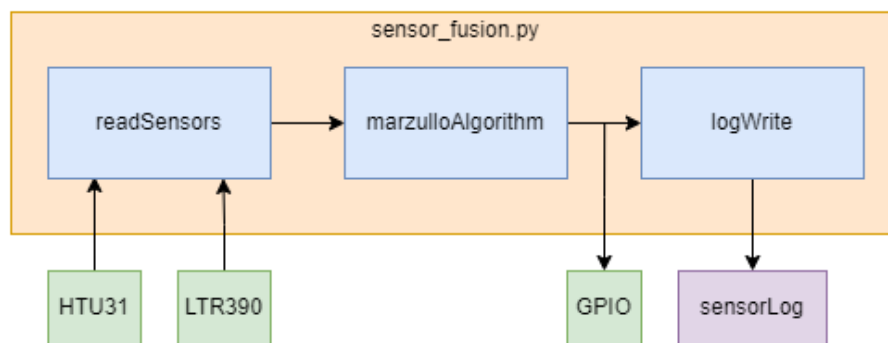 sensor_fusion.py
readSensors
marzulloAlgorithm
logWrite
HTU31
LTR390
GPIO
sensorLog